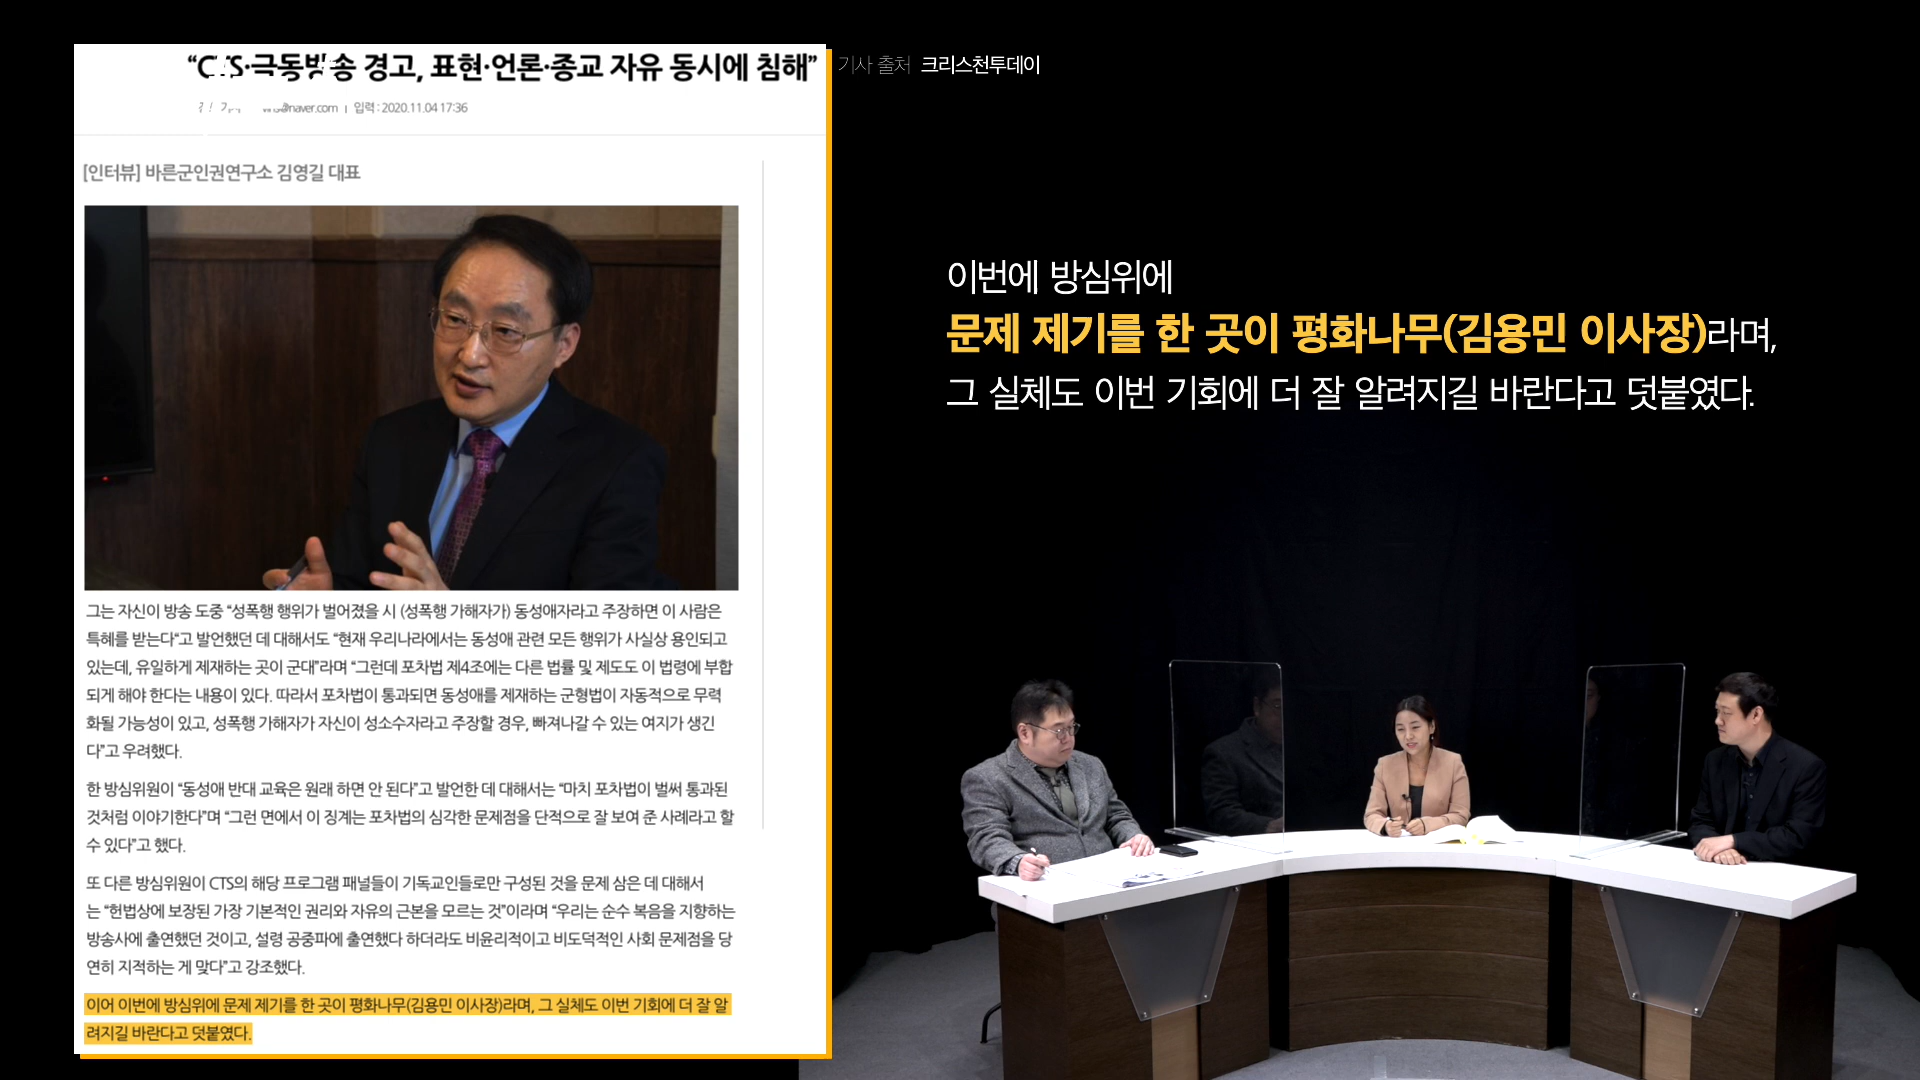 “CTS·극동방송 경고, 표현·언론·종교 자유 동시에 침해”
@naver.com | 입력 : 2020.11.04 17:36
[인터뷰] 바른군인권연구소 김영길 대표
그는 자신이 방송 도중 “성폭행 행위가 벌어졌을 시 (성폭행 가해자가) 동성애자라고 주장하면 이 사람은
특혜를 받는다“고 발언했던 데 대해서도 “현재 우리나라에서는 동성애 관련 모든 행위가 사실상 용인되고
있는데, 유일하게 제재하는 곳이 군대”라며 “그런데 포차법 제4조에는 다른 법률 및 제도도 이 법령에 부합
되게 해야 한다는 내용이 있다. 따라서 포차법이 통과되면 동성애를 제재하는 군형법이 자동적으로 무력
화될 가능성이 있고, 성폭행 가해자가 자신이 성소수자라고 주장할 경우, 빠져나갈 수 있는 여지가 생긴
다”고 우려했다.
한 방심위원이 “동성애 반대 교육은 원래 하면 안 된다”고 발언한 데 대해서는 “마치 포차법이 벌써 통과된
것처럼 이야기한다”며 “그런 면에서 이 징계는 포차법의 심각한 문제점을 단적으로 잘 보여 준 사례라고 할
수 있다”고 했다.
또 다른 방심위원이 CTS의 해당 프로그램 패널들이 기독교인들로만 구성된 것을 문제 삼은 데 대해서
는 “헌법상에 보장된 가장 기본적인 권리와 자유의 근본을 모르는 것”이라며 “우리는 순수 복음을 지향하는
방송사에 출연했던 것이고, 설령 공중파에 출연했다 하더라도 비윤리적이고 비도덕적인 사회 문제점을 당
연히 지적하는 게 맞다”고 강조했다.
이어 이번에 방심위에 문제 제기를 한 곳이 평화나무(김용민 이사장)라며, 그 실체도 이번 기회에 더 잘 알
려지길 바란다고 덧붙였다.
기사 출처 크리스천투데이
이번에 방심위에
문제 제기를 한 곳이 평화나무(김용민 이사장)라며,
그 실체도 이번 기회에 더 잘 알려지길 바란다고 덧붙였다.